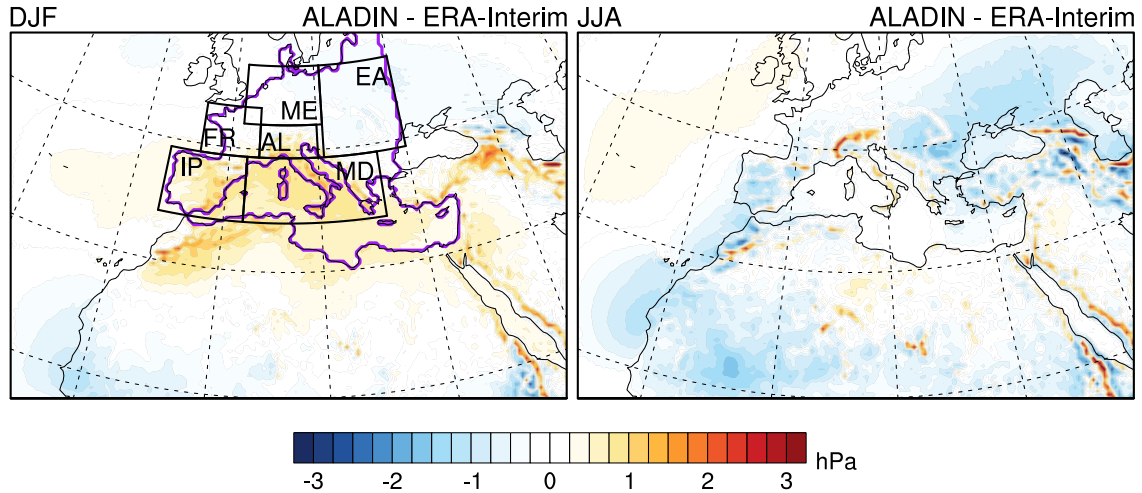 DJF ALADIN - ERA-Interim
JJA ALADIN - ERA-Interim
EA
ME
FR
AL
IP
MD
-3 -2 -1 0 1 2 3 hPa